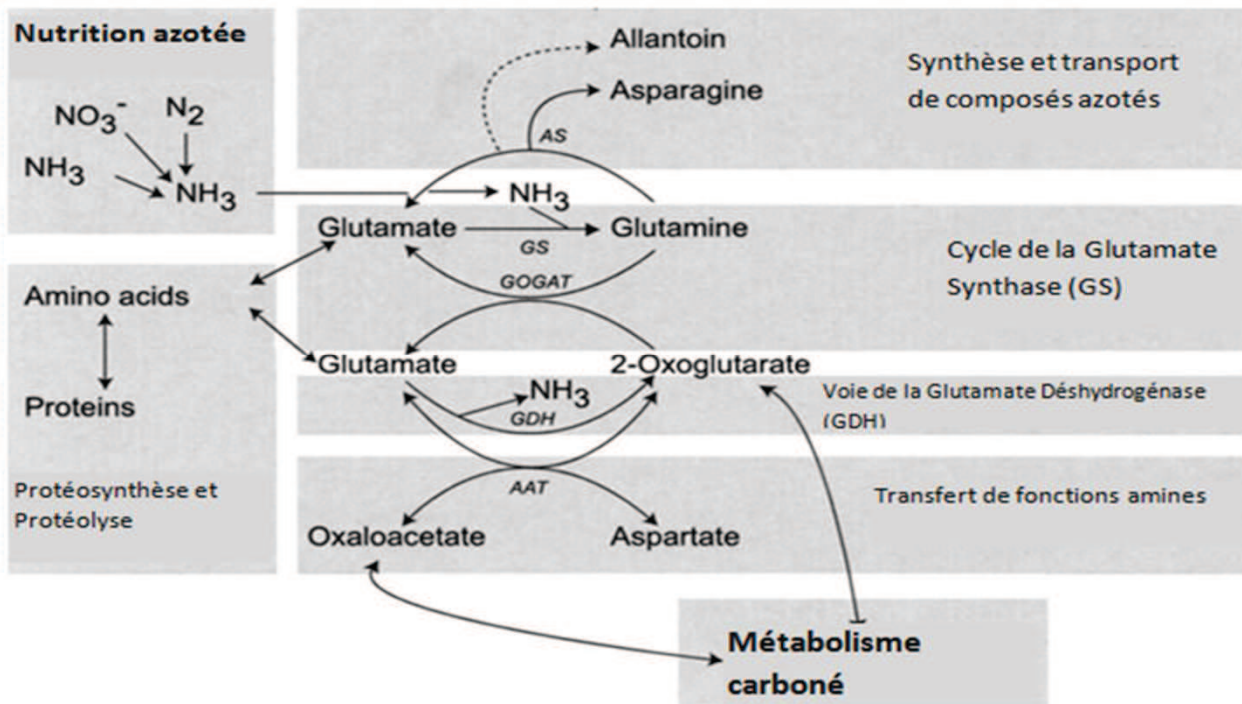 Nutrition azotée
NO3⁻ N2
NH3
NH3
Allantoin
Asparagine
AS
Synthèse et transport
de composés azotés
NH3
Glutamate
Glutamine
GS
GOGAT
Cycle de la Glutamate
Synthase (GS)
Amino acids
Proteins
Protéosynthèse et
Protéolyse
Glutamate
2-Oxoglutarate
NH3
GDH
Voie de la Glutamate Déshydrogénase
(GDH)
AAT
Transfert de fonctions amines
Oxaloacetate
Aspartate
Métabolisme
carboné